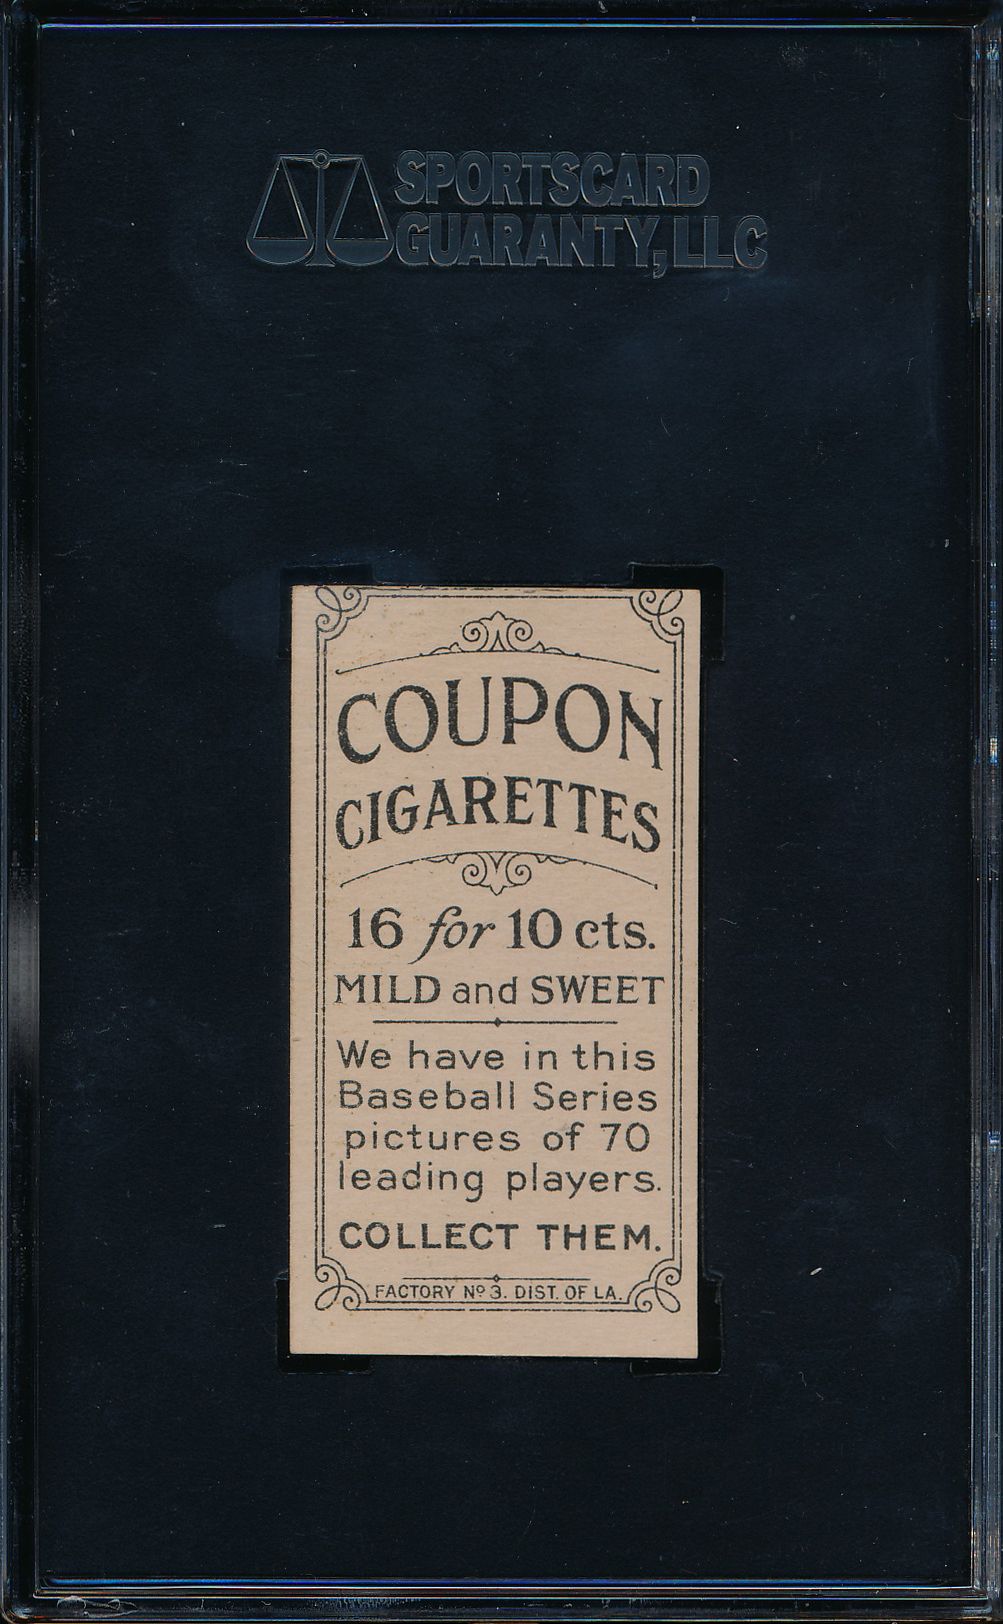 SPORTSCARD
GUARANTY, LLC
COUPON
CIGARETTES
16 for 10 cts.
MILD and SWEET
We have in this
Baseball Series
pictures of 70
leading players.
COLLECT THEM.
FACTORY Nº 3. DIST. OF LA.